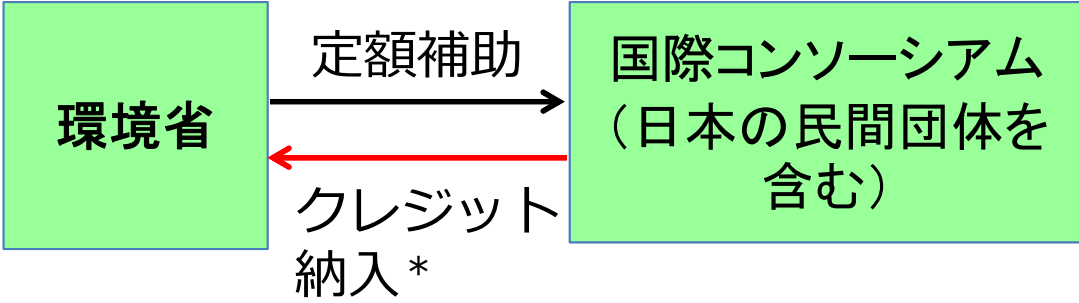 環境省
定額補助
クレジット
納入*
国際コンソーシアム
（日本の民間団体を
含む）